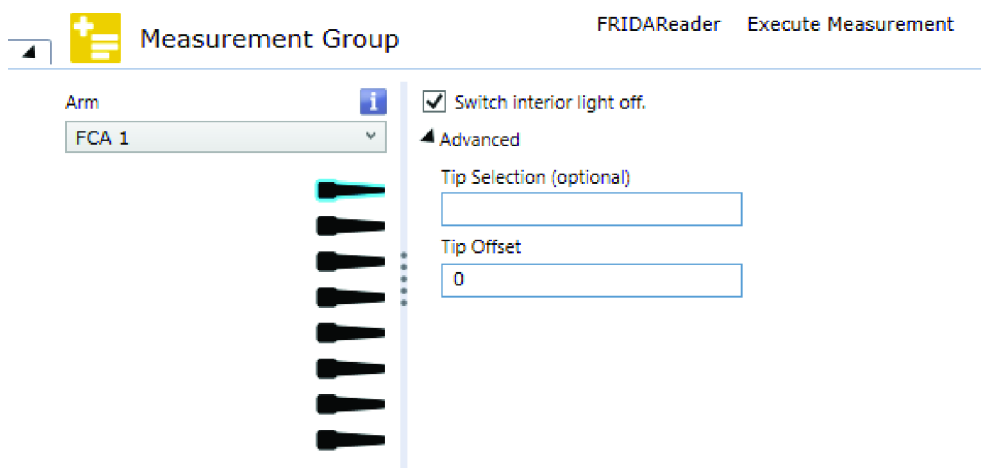 Measurement Group
FRIDAReader Execute Measurement
Arm
FCA 1
Switch interior light off.
Advanced
Tip Selection (optional)
Tip Offset
0